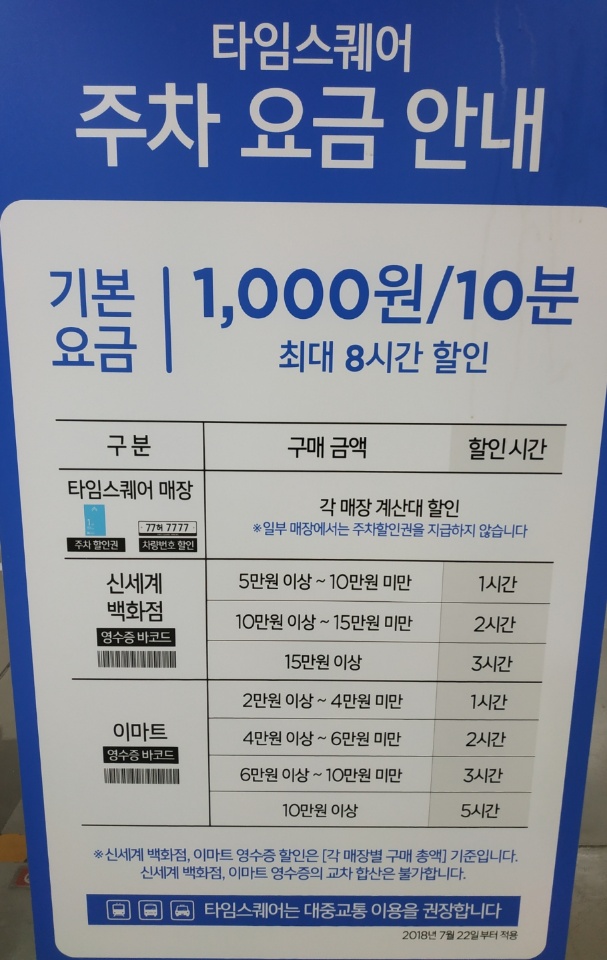 타임스퀘어
주차 요금 안내
기본
요금
1,000원/10분
최대 8시간 할인
구분 구매 금액 할인시간
타임스퀘어 매장
주차 할인권
77허 7777
차량번호 할인
각 매장 계산대 할인
※일부 매장에서는 주차할인권을 지급하지 않습니다
신세계
백화점
영수증 바코드
5만원 이상 ~ 10만원 미만 1시간
10만원 이상 ~ 15만원 미만 2시간
15만원 이상 3시간
이마트
영수증 바코드
2만원 이상 ~ 4만원 미만 1시간
4만원 이상 ~ 6만원 미만 2시간
6만원 이상 ~ 10만원 미만 3시간
10만원 이상 5시간
※신세계 백화점, 이마트 영수증 할인은 [각 매장별 구매 총액] 기준입니다.
신세계 백화점, 이마트 영수증의 교차 합산은 불가합니다.
타임스퀘어는 대중교통 이용을 권장합니다
2018년 7월 22일부터 적용